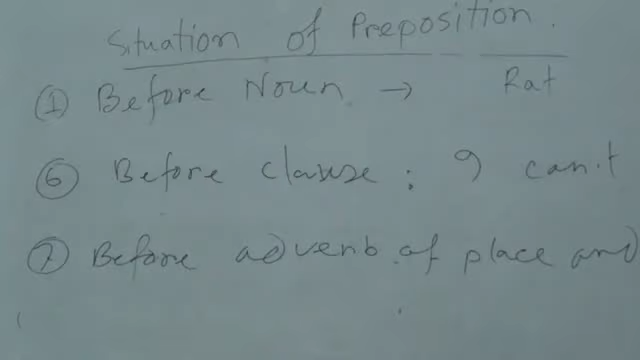 Situation of Preposition.
① Before Noun → Rat
⑥ Before clause : I can't
⑦ Before adverb of place and